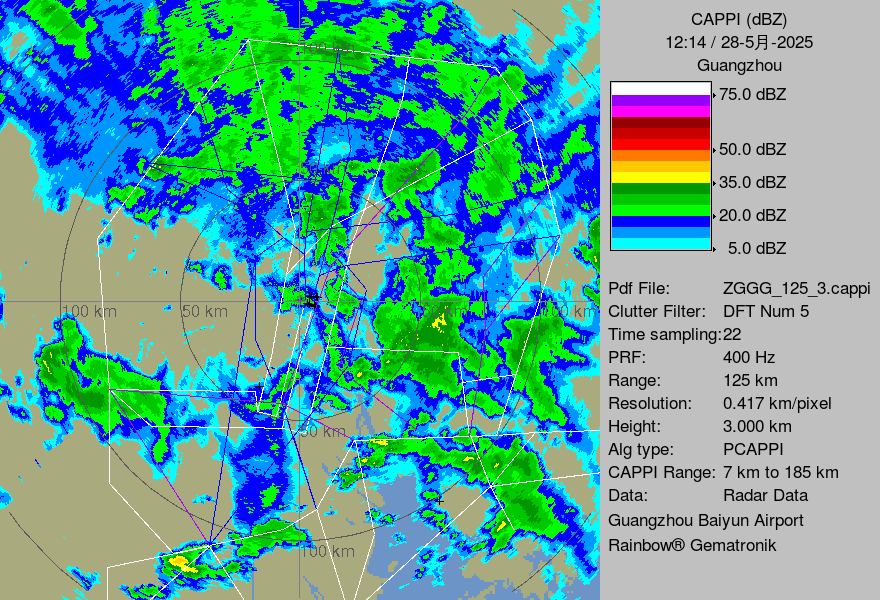 CAPPI (dBZ)
12:14 / 28-5月-2025
Guangzhou
75.0 dBZ
50.0 dBZ
35.0 dBZ
20.0 dBZ
5.0 dBZ
Pdf File: ZGGG_125_3.cappi
Clutter Filter: DFT Num 5
Time sampling:22
PRF: 400 Hz
Range: 125 km
Resolution: 0.417 km/pixel
Height: 3.000 km
Alg type: PCAPPI
CAPPI Range: 7 km to 185 km
Data: Radar Data
Guangzhou Baiyun Airport
Rainbow® Gematronik
100 km
50 km
50 km
100 km